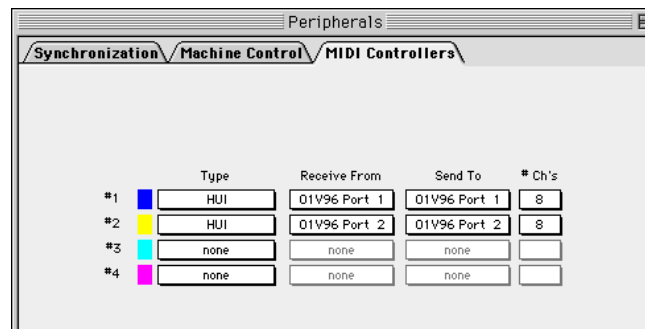 Peripherals
Synchronization Machine Control MIDI Controllers
Type Receive From Send To # Ch's
#1 HUI 01V96 Port 1 01V96 Port 1 8
#2 HUI 01V96 Port 2 01V96 Port 2 8
#3 none none none
#4 none none none